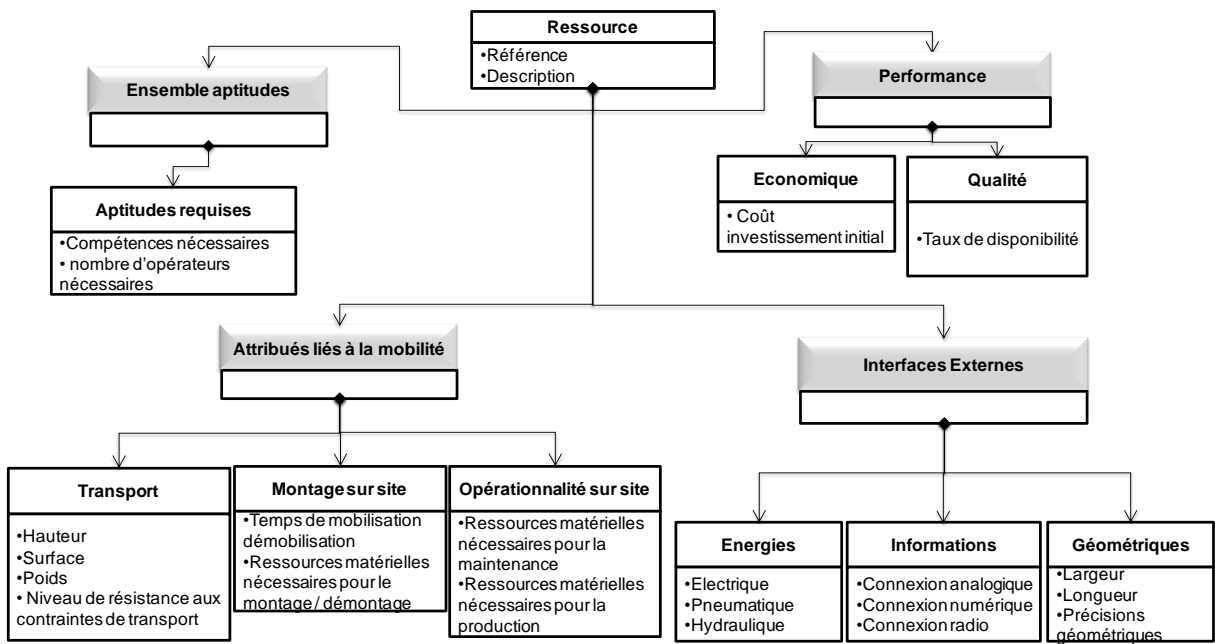 Ressource
•Référence
•Description
Ensemble aptitudes
Performance
Aptitudes requises
•Compétences nécessaires
• nombre d'opérateurs
nécessaires
Economique
• Coût
investissement initial
Qualité
•Taux de disponibilité
Attribués liés à la mobilité
Interfaces Externes
Transport
•Hauteur
•Surface
•Poids
• Niveau de résistance aux
contraintes de transport
Montage sur site
•Temps de mobilisation
démobilisation
•Ressources matérielles
nécessaires pour le
montage / démontage
Opérationnalité sur site
•Ressources matérielles
nécessaires pour la
maintenance
•Ressources matérielles
nécessaires pour la
production
Energies
•Electrique
•Pneumatique
•Hydraulique
Informations
•Connexion analogique
•Connexion numérique
•Connexion radio
Géométriques
•Largeur
•Longueur
•Précisions
géométriques